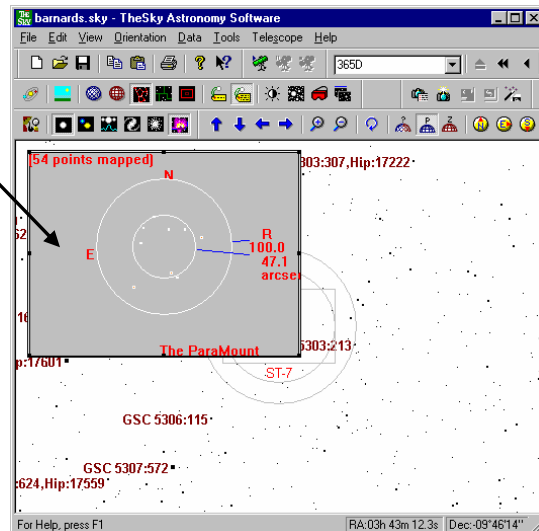 barnards.sky - TheSky Astronomy Software
File Edit View Orientation Data Tools Telescope Help
365D
[54 points mapped)
5303:307,Hip:17222
N
R
100.0
E
47.1
arcse
The ParaMount
5303:213
p:17601
ST-7
GSC 5306:115
GSC 5307:572
:624,Hip:17559
For Help, press F1
RA:03h 43m 12.3s Dec:-09°46'14"